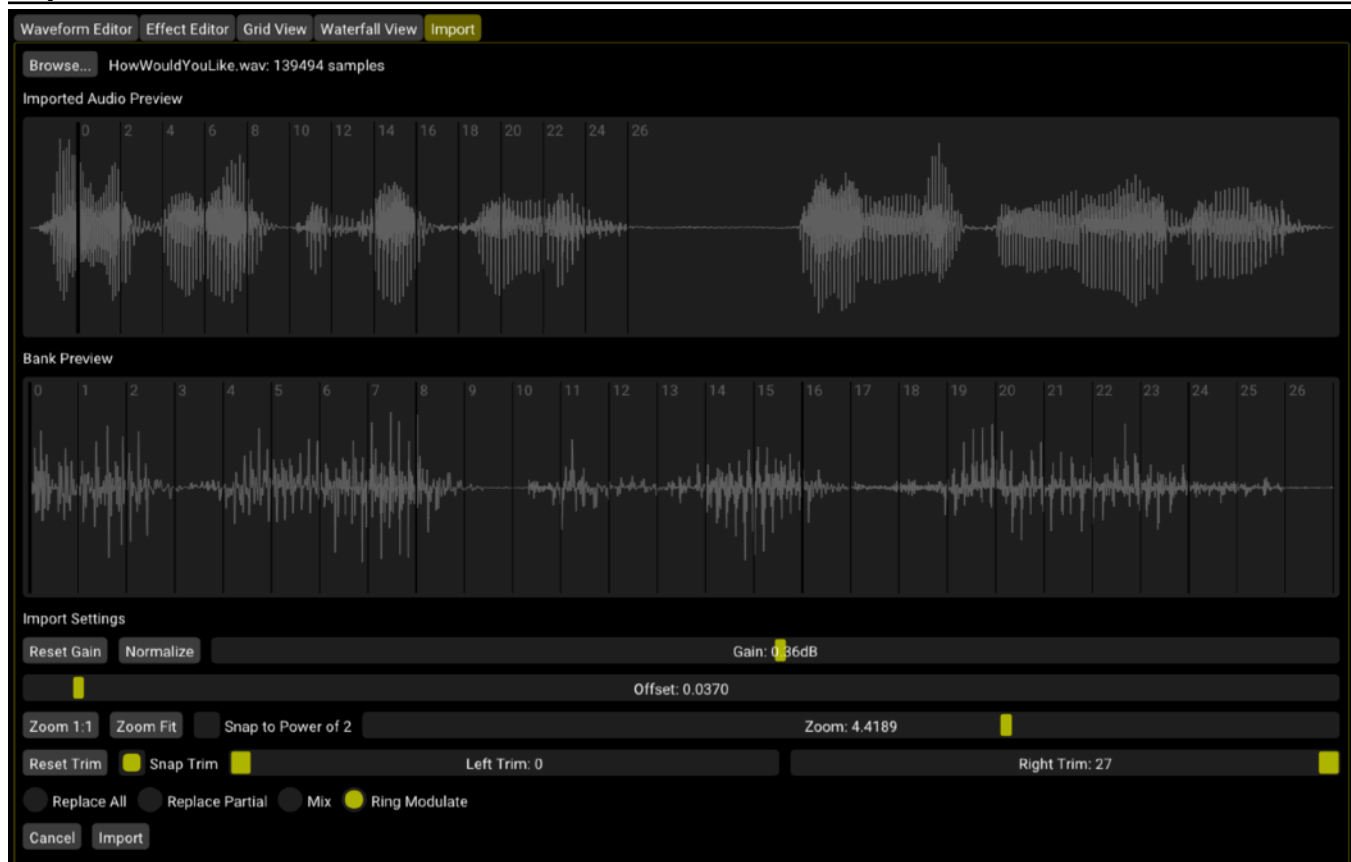 Waveform Editor Effect Editor Grid View Waterfall View Import
Browse... HowWouldYouLike.wav: 139494 samples
Imported Audio Preview
0 2 4 6 8 10 12 14 16 18 20 22 24 26
Bank Preview
0 1 2 3 4 5 6 7 8 9 10 11 12 13 14 15 16 17 18 19 20 21 22 23 24 25 26
Import Settings
Reset Gain Normalize Gain: 0.36dB
Offset: 0.0370
Zoom 1:1 Zoom Fit Snap to Power of 2 Zoom: 4.4189
Reset Trim Snap Trim Left Trim: 0 Right Trim: 27
Replace All Replace Partial Mix Ring Modulate
Cancel Import